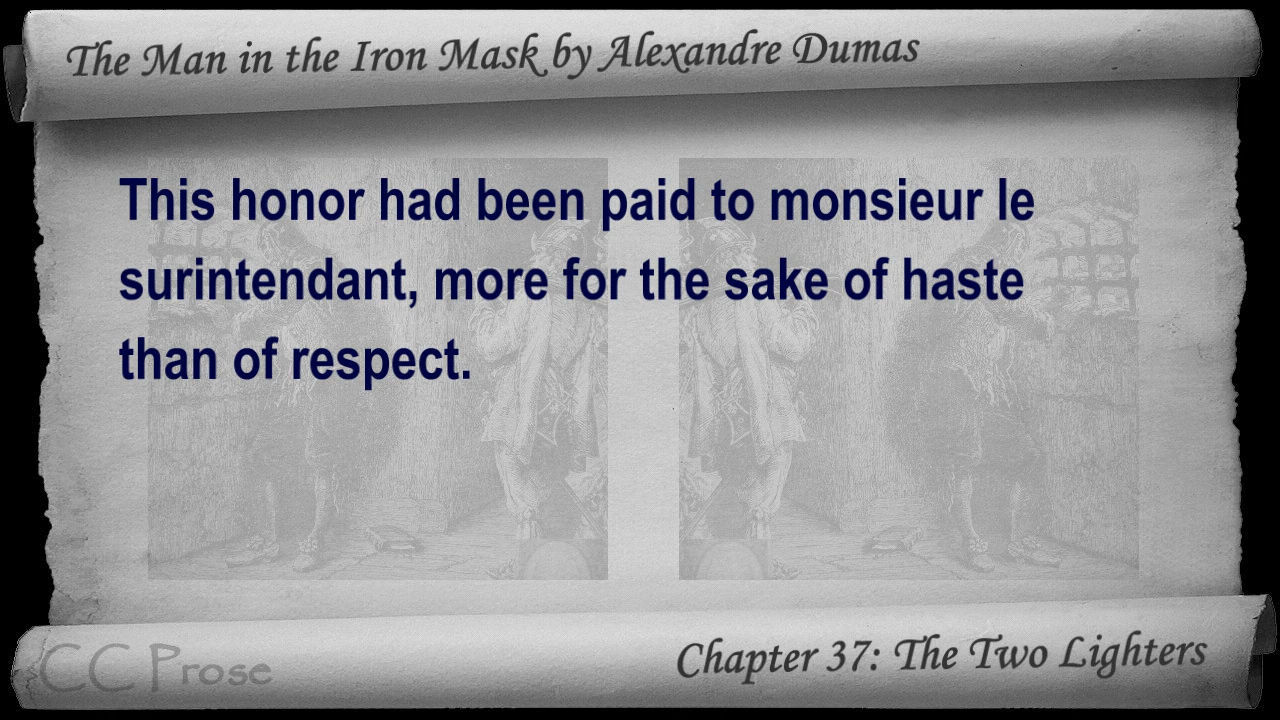 The Man in the Iron Mask by Alexandre Dumas
This honor had been paid to monsieur le
surintendant, more for the sake of haste
than of respect.
CC Prose
Chapter 37: The Two Lighters